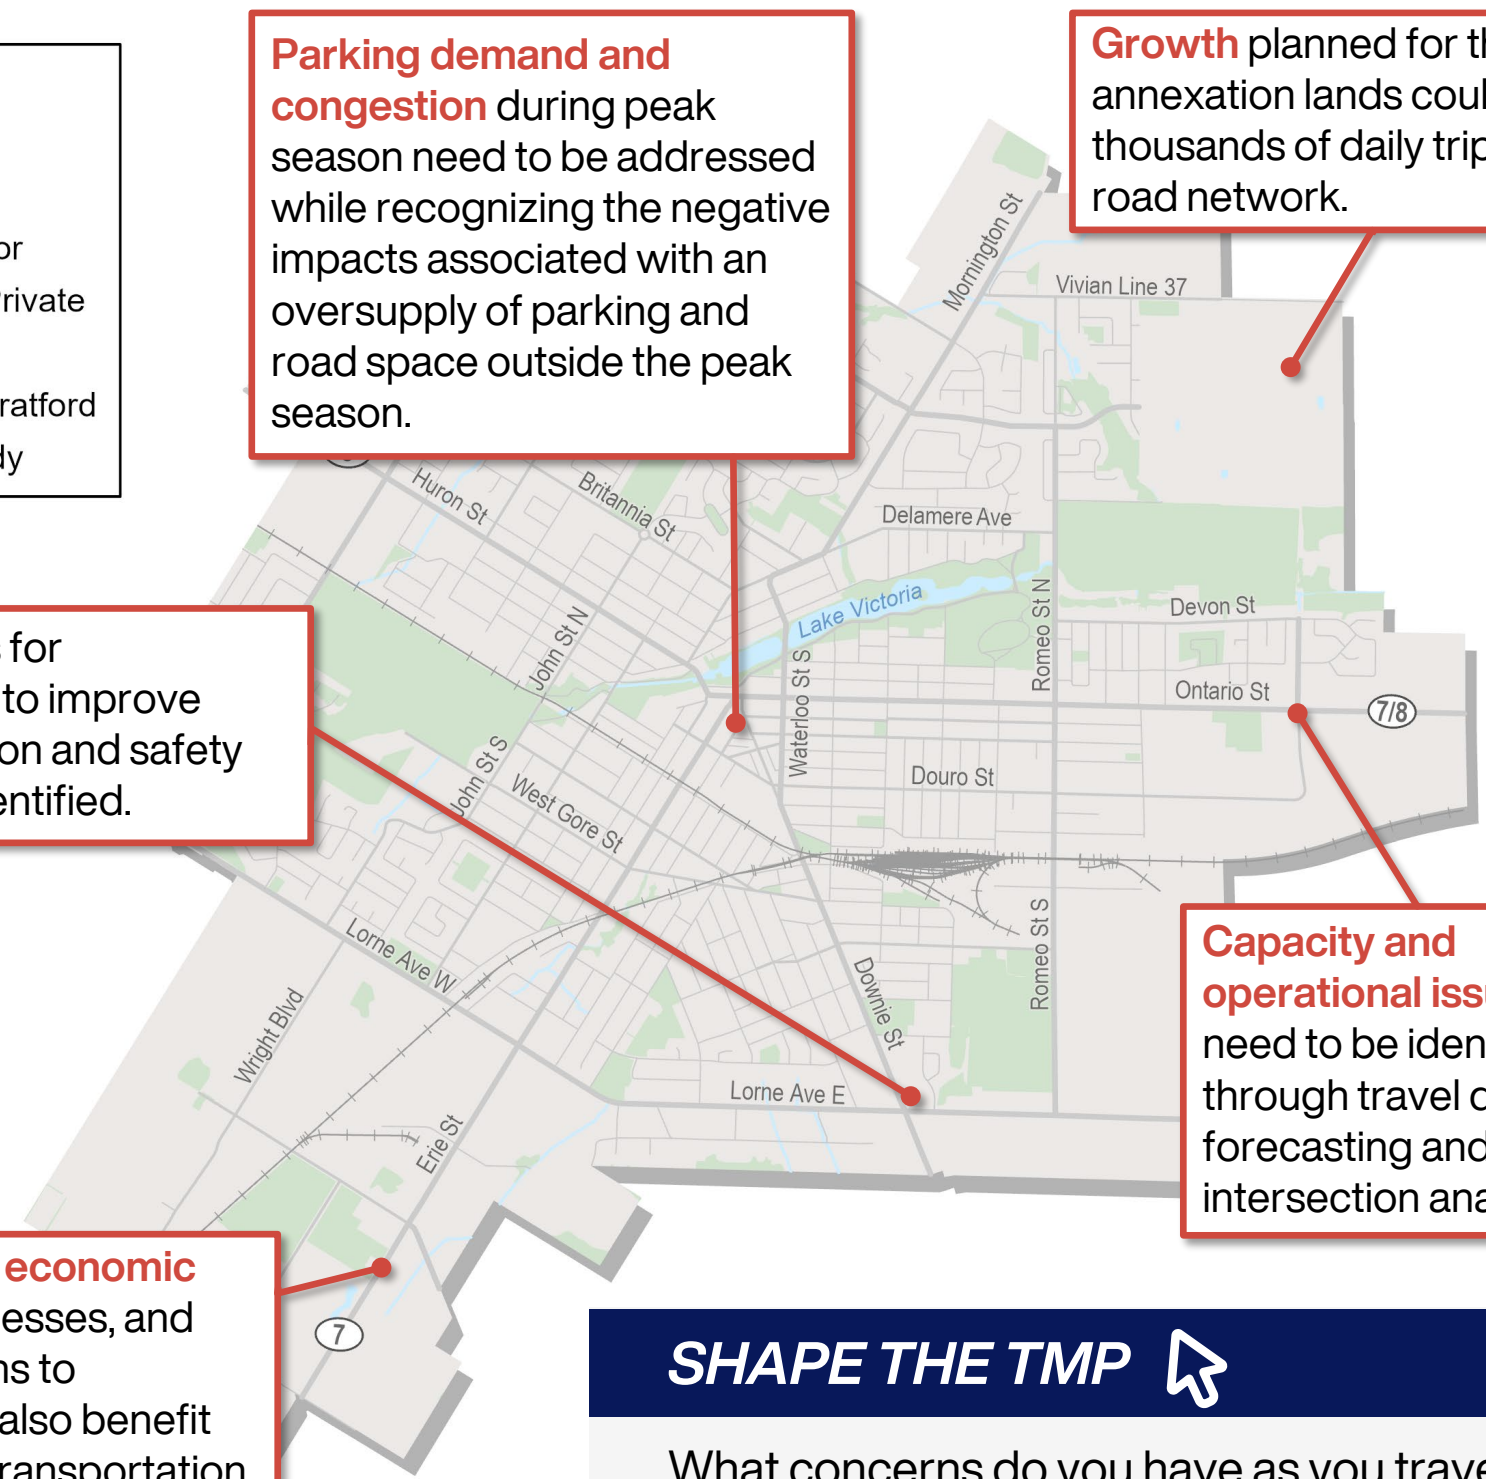 Parking demand and
congestion during peak
season need to be addressed
while recognizing the negative
impacts associated with an
oversupply of parking and
road space outside the peak
season.
Growth planned for th
annexation lands coul
thousands of daily trip
road network.
or
Private
ratford
dy
Mornington St
Vivian Line 37
Huron St
Britannia St
Delamere Ave
Lake Victoria
John St N
Romeo St N
Devon St
Waterloo St S
Ontario St
7/8
s for
to improve
on and safety
entified.
John St S
West Gore St
Douro St
Lorne Ave W
Wright Blvd
Downie St
Romeo St S
Lorne Ave E
Erie St
7
Capacity and
operational issu
need to be iden
through travel d
forecasting and
intersection ana
economic
esses, and
ns to
also benefit
ransportation
SHAPE THE TMP
What concerns do you have as you trave